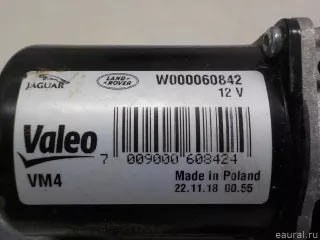 JAGUAR
LAND-ROVER
W000060842
12 V
Valeo
7 009000 608424
VM4
Made in Poland
22.11.18 00.55
eaural.ru